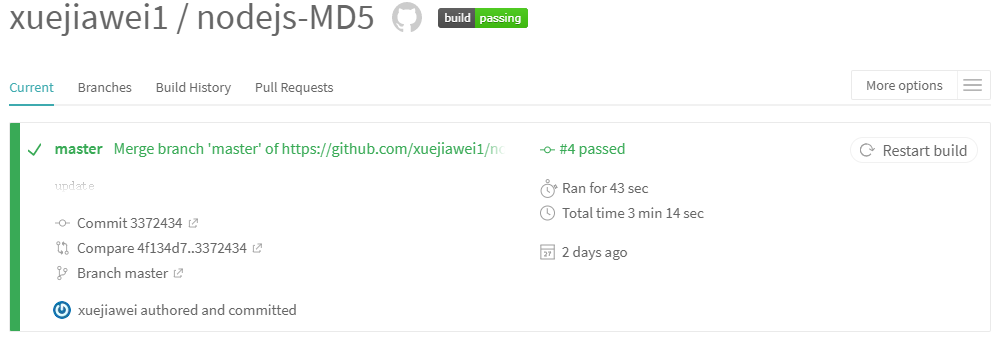 xuejiawei1 / nodejs-MD5 build passing
Current Branches Build History Pull Requests More options
master Merge branch 'master' of https://github.com/xuejiawei1/no #4 passed Restart build
update
Ran for 43 sec
Total time 3 min 14 sec
Commit 3372434
Compare 4f134d7..3372434
2 days ago
27
Branch master
xuejiawei authored and committed